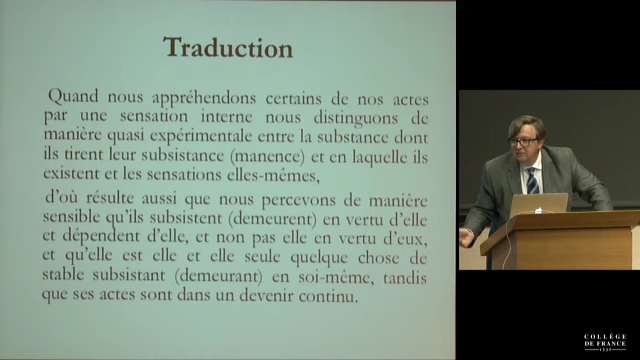 Traduction
Quand nous appréhendons certains de nos actes
par une sensation interne nous distinguons de
manière quasi expérimentale entre la substance dont
ils tirent leur subsistance (manence) et en laquelle ils
existent et les sensations elles-mêmes,
d'où résulte aussi que nous percevons de manière
sensible qu'ils subsistent (demeurent) en vertu d'elle
et dépendent d'elle, et non pas elle en vertu d'eux,
et qu'elle est elle et elle seule quelque chose de
stable subsistant (demeurant) en soi-même, tandis
que ses actes sont dans un devenir continu.
COLLÈGE
DE FRANCE
1530